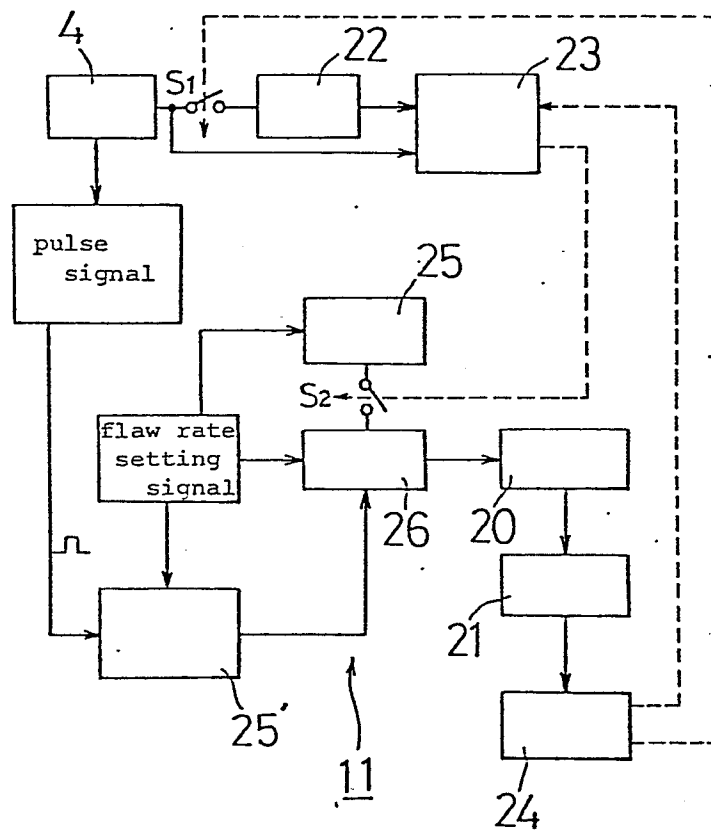 4
S1
22
23
pulse
signal
25
S2
flaw rate
setting
signal
26
20
21
25'
11
24